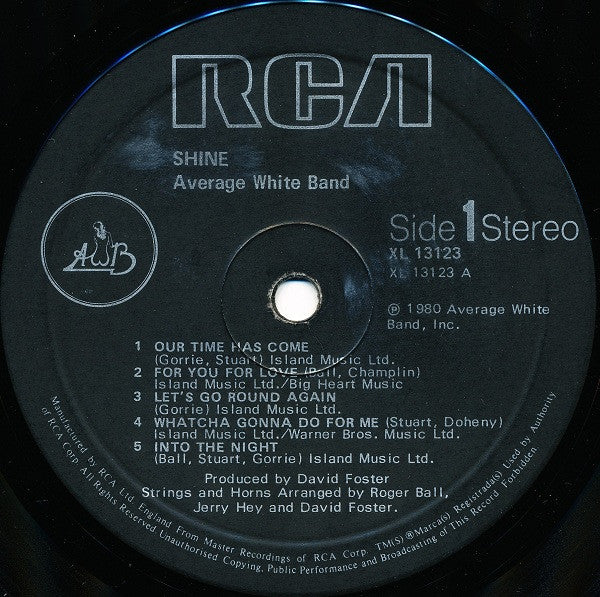 RCA
SHINE
Average White Band
AWB
Side 1 Stereo
XL 13123
XL 13123 A
℗ 1980 Average White
Band, Inc.
1 OUR TIME HAS COME
(Gorrie, Stuart) Island Music Ltd.
2 FOR YOU FOR LOVE (Ball, Champlin)
Island Music Ltd./Big Heart Music
3 LET'S GO ROUND AGAIN
(Gorrie) Island Music Ltd.
4 WHATCHA GONNA DO FOR ME (Stuart, Doheny)
Island Music Ltd./Warner Bros. Music Ltd.
5 INTO THE NIGHT
(Ball, Stuart, Gorrie) Island Music Ltd.
Produced by David Foster
Strings and Horns Arranged by Roger Ball,
Jerry Hey and David Foster.
Manufactured by RCA Ltd. England From Master Recordings of RCA Corp. TM(S)®Marca(s) Registrada(s) Used by Authority
of RCA Corp. All Rights Reserved Unauthorised Copying, Public Performance and Broadcasting of This Record Forbidden